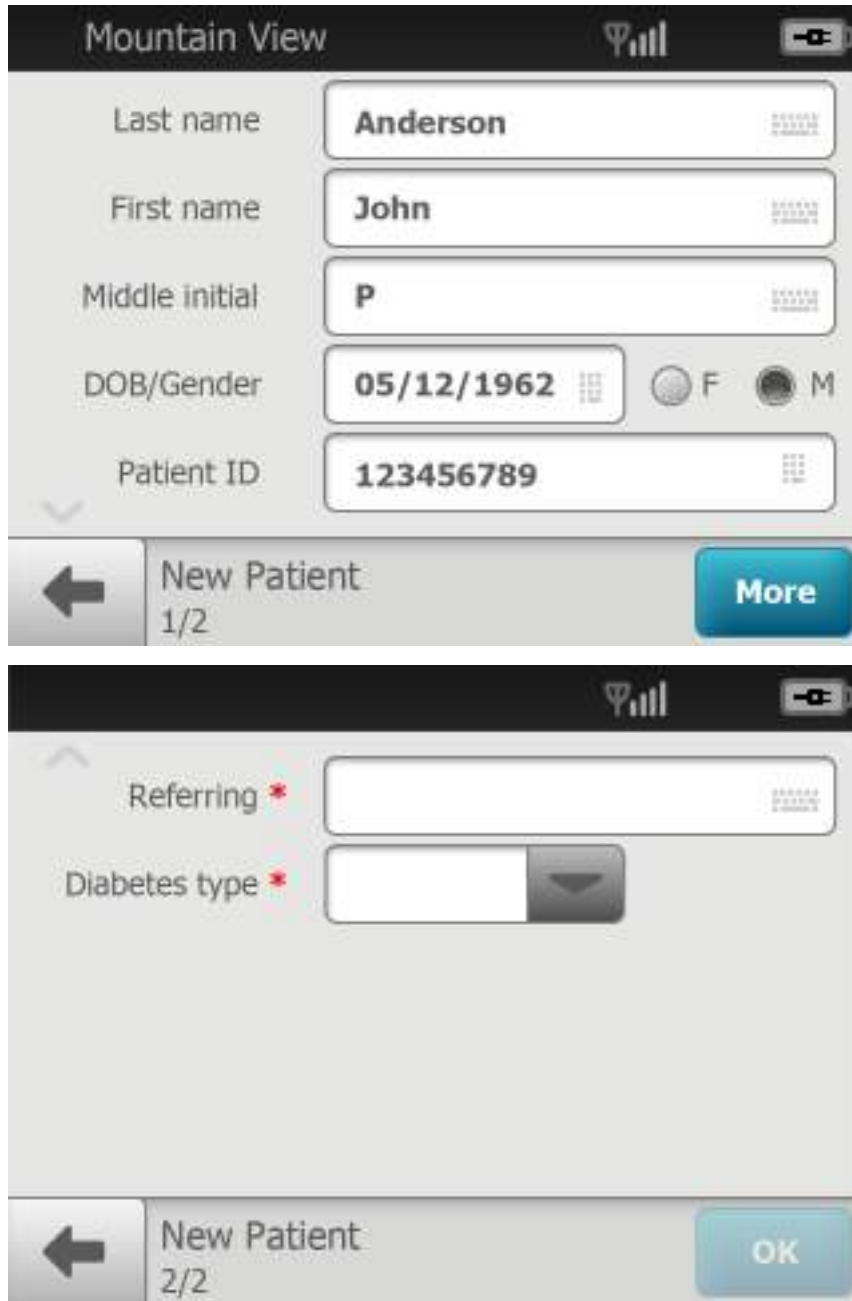 Mountain View
Last name Anderson
First name John
Middle initial P
DOB/Gender 05/12/1962 F M
Patient ID 123456789
New Patient
1/2
More
Referring *
Diabetes type *
New Patient
2/2
OK